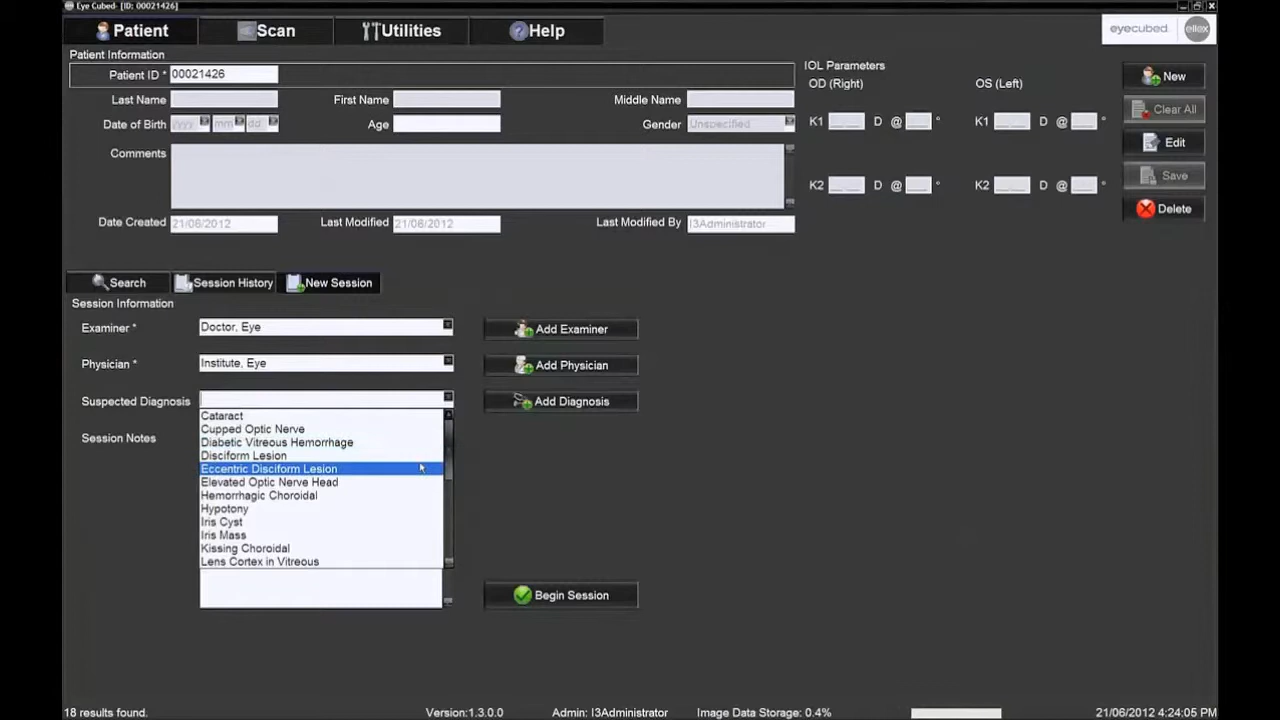 Eye Cubed- [ID: 00021426]
Patient Scan Utilities Help
eyecubed. ellex
Patient Information
Patient ID * 00021426
Last Name First Name Middle Name
Date of Birth yyyy mm dd Age Gender Unspecified
Comments
Date Created 21/06/2012 Last Modified 21/06/2012 Last Modified By I3Administrator
IOL Parameters
OD (Right) OS (Left)
K1 D @ ° K1 D @ °
K2 D @ ° K2 D @ °
New
Clear All
Edit
Save
Delete
Search Session History New Session
Session Information
Examiner * Doctor, Eye Add Examiner
Physician * Institute, Eye Add Physician
Suspected Diagnosis Add Diagnosis
Session Notes
Cataract
Cupped Optic Nerve
Diabetic Vitreous Hemorrhage
Disciform Lesion
Eccentric Disciform Lesion
Elevated Optic Nerve Head
Hemorrhagic Choroidal
Hypotony
Iris Cyst
Iris Mass
Kissing Choroidal
Lens Cortex in Vitreous
Begin Session
18 results found. Version:1.3.0.0 Admin: I3Administrator Image Data Storage: 0.4% 21/06/2012 4:24:05 PM